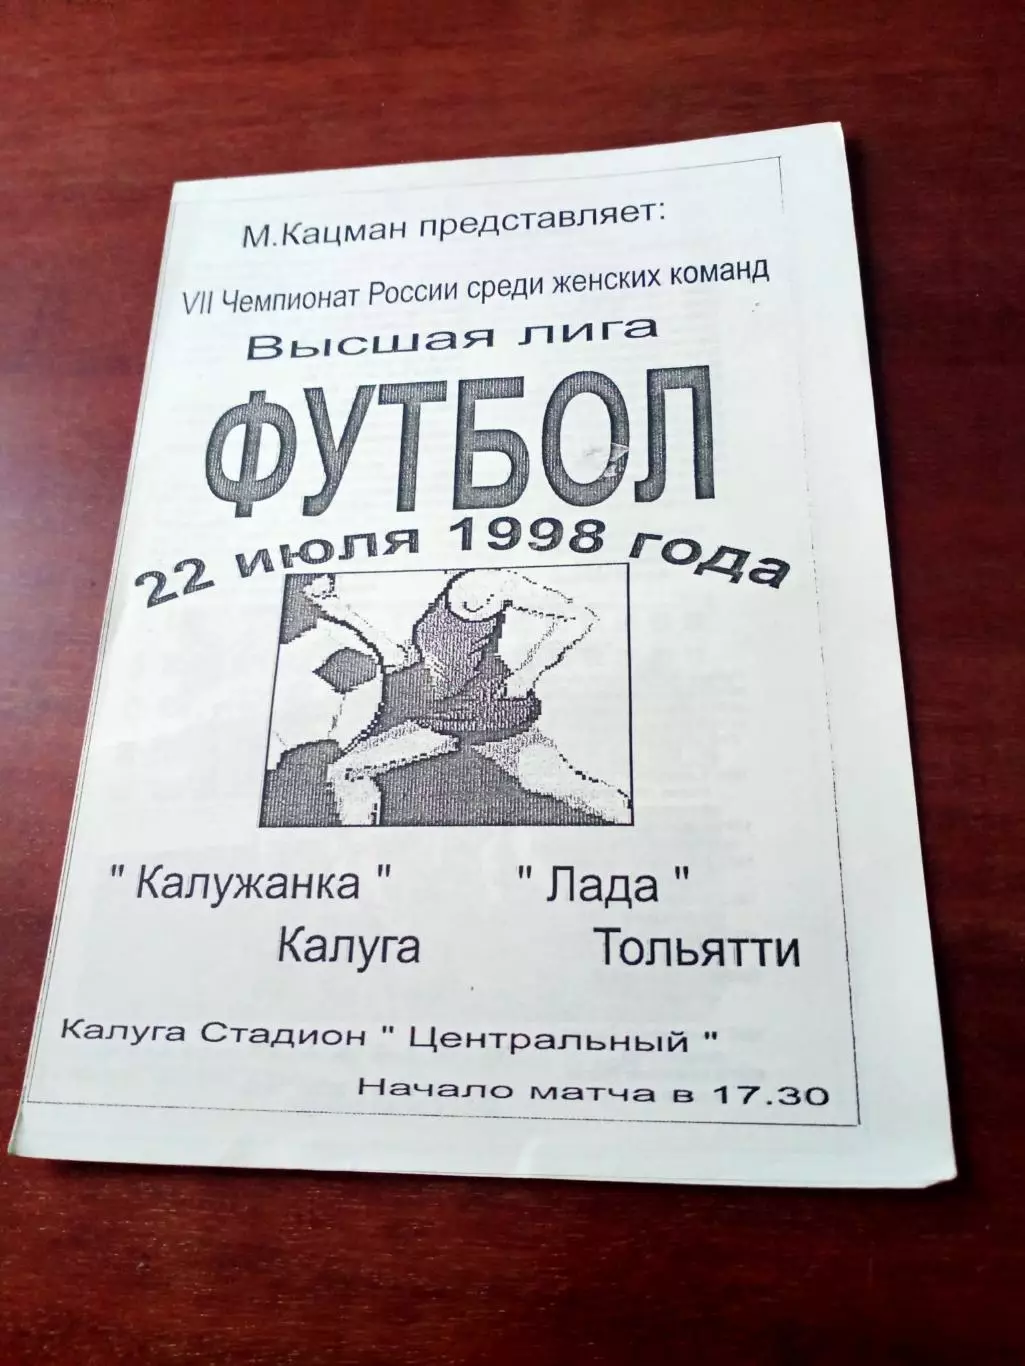 М.Кацман представляет:
VII Чемпионат России среди женских команд
Высшая лига
ФУТБОЛ
22 июля 1998 года
" Калужанка " " Лада "
Калуга Тольятти
Калуга Стадион " Центральный "
Начало матча в 17.30